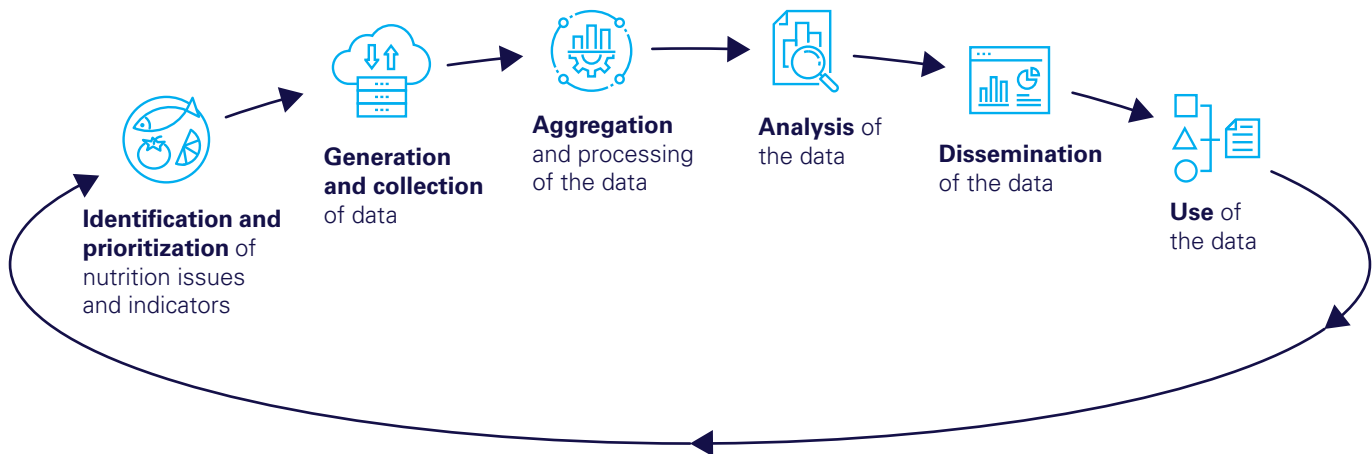 Identification and
prioritization of
nutrition issues
and indicators
Generation
and collection
of data
Aggregation
and processing
of the data
Analysis of
the data
Dissemination
of the data
Use of
the data